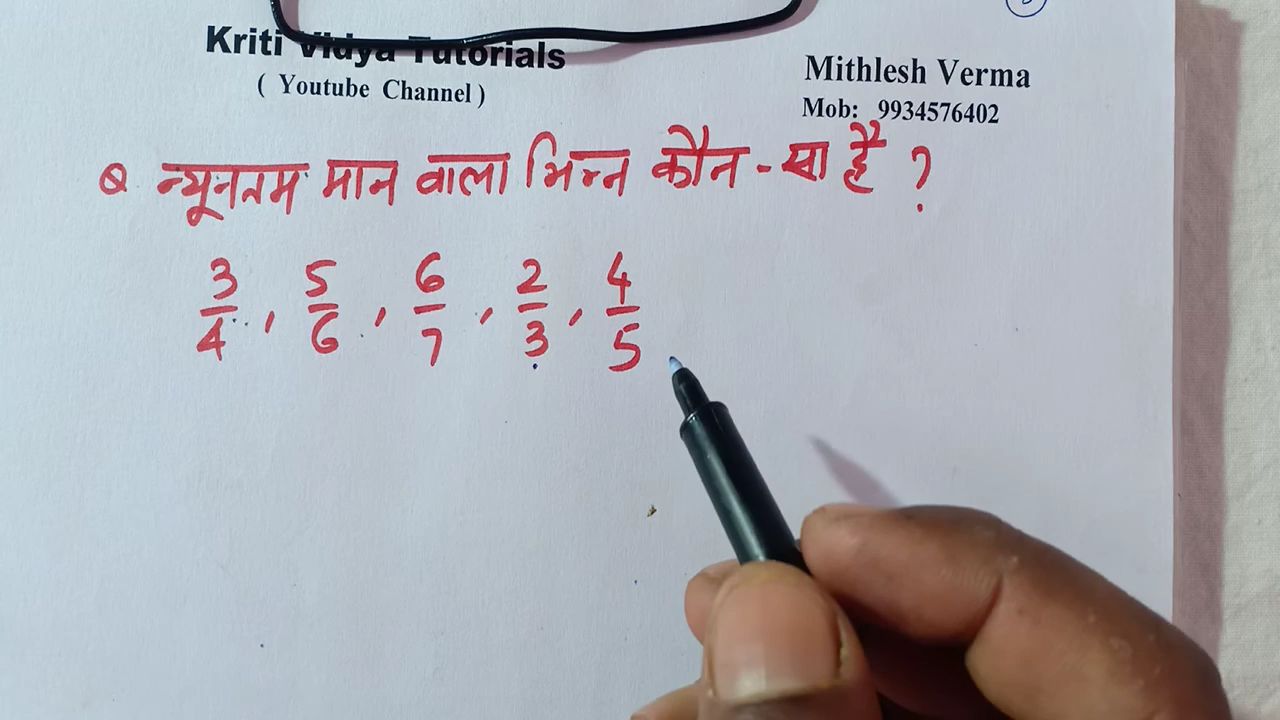 Kriti Vidya Tutorials
( Youtube Channel )
Mithlesh Verma
Mob: 9934576402
Q न्यूनतम मान वाला भिन्न कौन - सा है ?
3/4 , 5/6 , 6/7 , 2/3 , 4/5